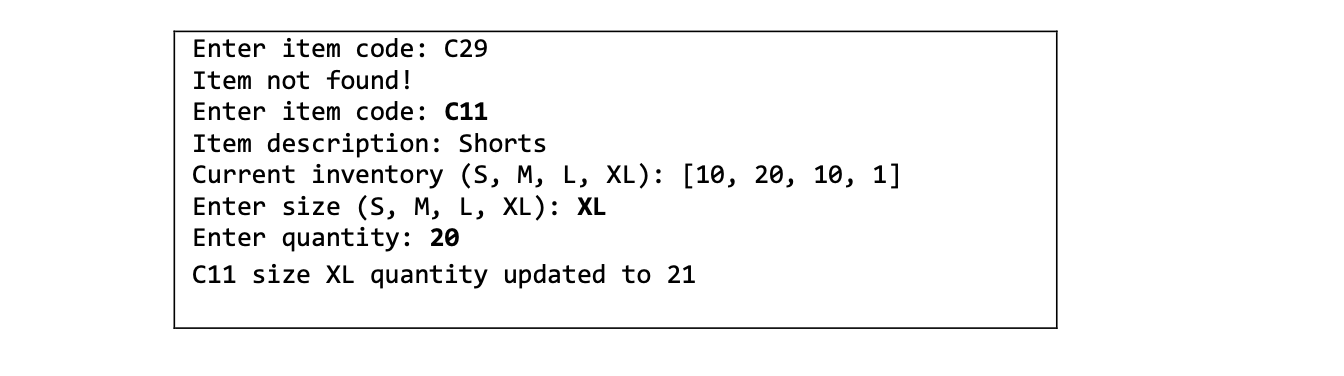 Enter item code: C29
Item not found!
Enter item code: C11
Item description: Shorts
Current inventory (S, M, L, XL): [10, 20, 10, 1]
Enter size (S, M, L, XL): XL
Enter quantity: 20
C11 size XL quantity updated to 21